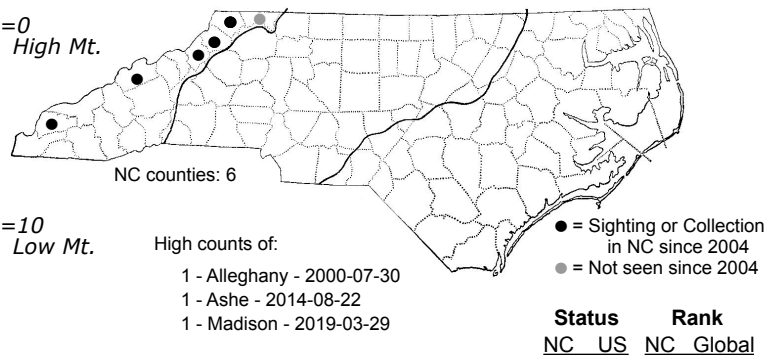 =0
High Mt.
NC counties: 6
=10
Low Mt.
High counts of:
1 - Alleghany - 2000-07-30
1 - Ashe - 2014-08-22
1 - Madison - 2019-03-29
● = Sighting or Collection
in NC since 2004
● = Not seen since 2004
Status Rank
NC US NC Global